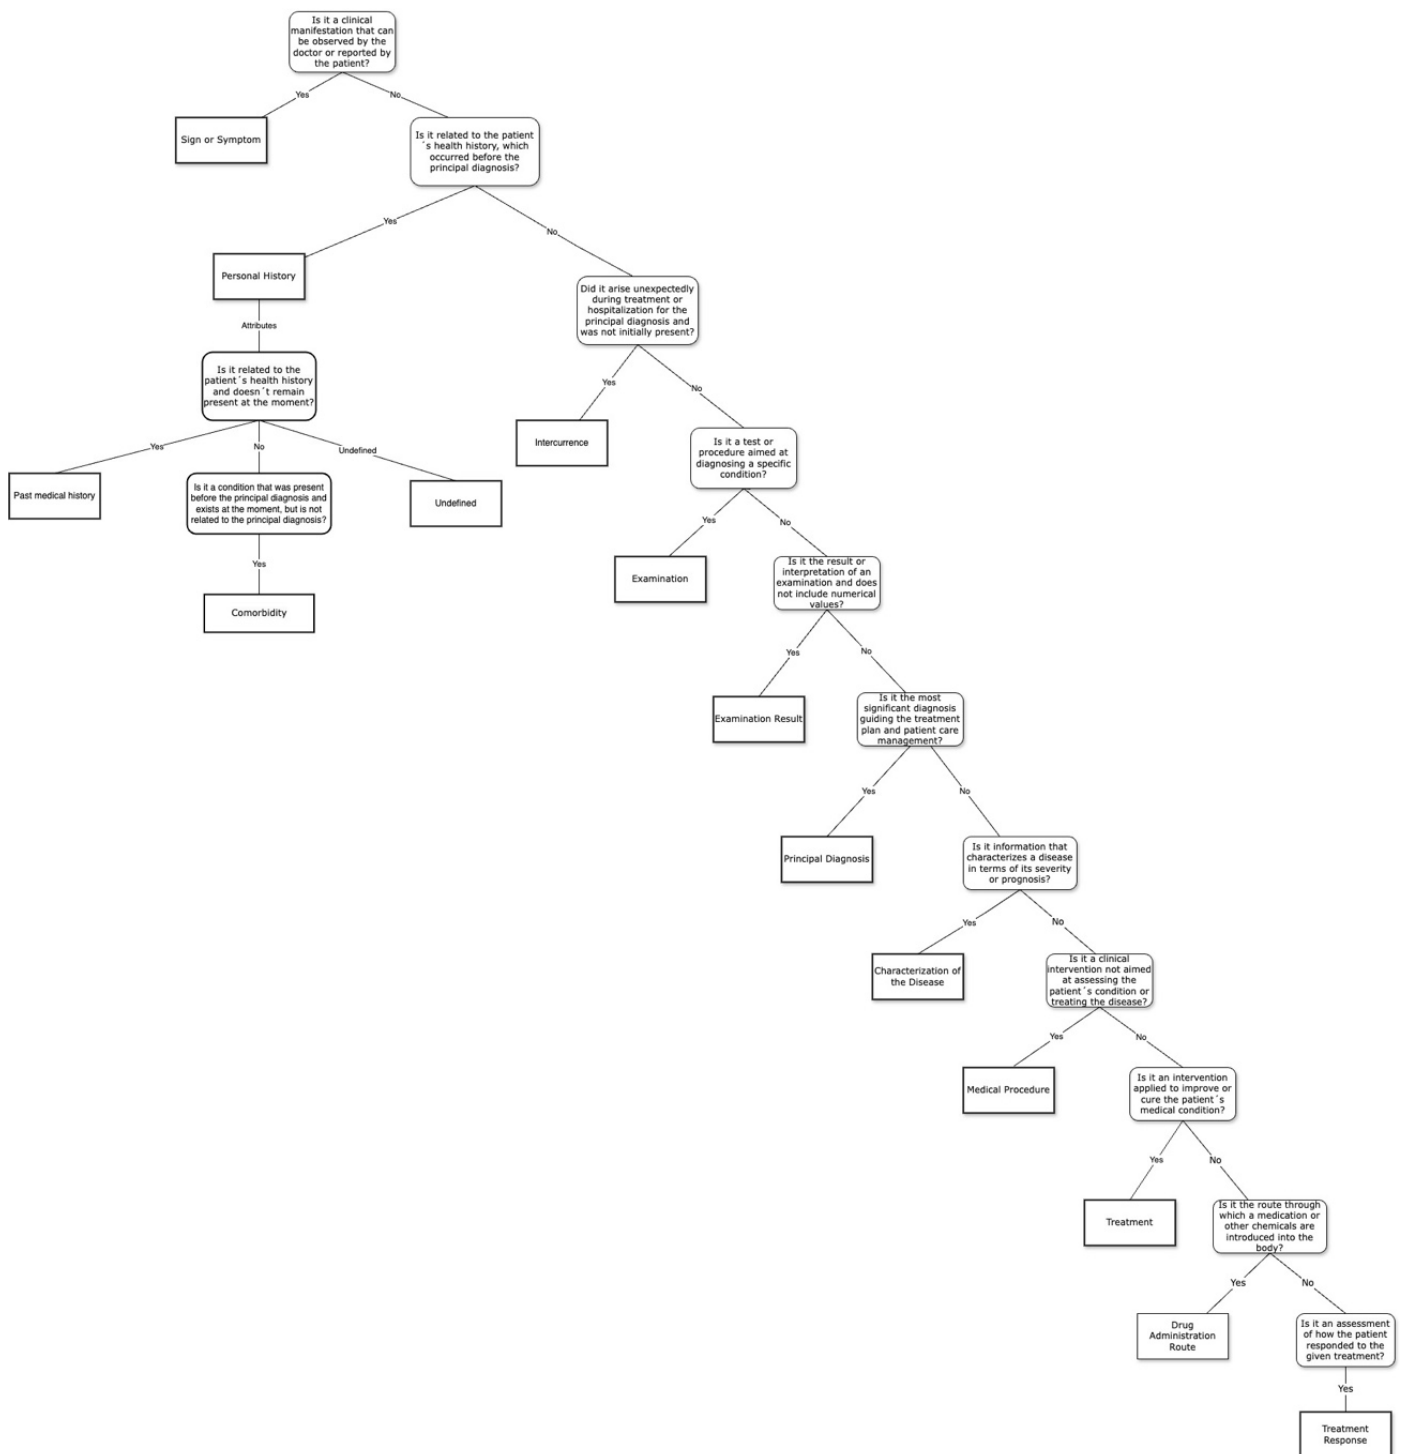 Is it a clinical
manifestation that can
be observed by the
doctor or reported by
the patient?
Yes
No
Sign or Symptom
Is it related to the patient
´s health history, which
occurred before the
principal diagnosis?
Yes
No
Personal History
Attributes
Is it related to the
patient´s health history
and doesn´t remain
present at the moment?
Yes
No
Undefined
Past medical history
Is it a condition that was present
before the principal diagnosis and
exists at the moment, but is not
related to the principal diagnosis?
Undefined
Yes
Comorbidity
Did it arise unexpectedly
during treatment or
hospitalization for the
principal diagnosis and
was not initially present?
Yes
No
Intercurrence
Is it a test or
procedure aimed at
diagnosing a specific
condition?
Yes
No
Examination
Is it the result or
interpretation of an
examination and does
not include numerical
values?
Yes
No
Examination Result
Is it the most
significant diagnosis
guiding the treatment
plan and patient care
management?
Yes
No
Principal Diagnosis
Is it information that
characterizes a disease
in terms of its severity
or prognosis?
Yes
No
Characterization of
the Disease
Is it a clinical
intervention not aimed
at assessing the
patient´s condition or
treating the disease?
Yes
No
Medical Procedure
Is it an intervention
applied to improve or
cure the patient´s
medical condition?
Yes
No
Treatment
Is it the route through
which a medication or
other chemicals are
introduced into the
body?
Yes
No
Drug
Administration
Route
Is it an assessment
of how the patient
responded to the
given treatment?
Yes
Treatment
Response